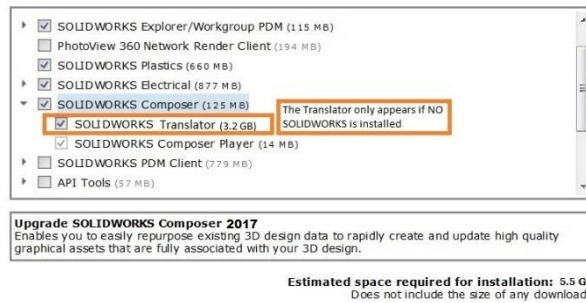 SOLIDWORKS Explorer/Workgroup PDM (115 MB)
PhotoView 360 Network Render Client (194 MB)
SOLIDWORKS Plastics (660 MB)
SOLIDWORKS Electrical (877 MB)
SOLIDWORKS Composer (125 MB)
The Translator only appears if NO
SOLIDWORKS is installed
SOLIDWORKS Translator (3.2 GB)
SOLIDWORKS Composer Player (14 MB)
SOLIDWORKS PDM Client (779 MB)
API Tools (57 MB)
Upgrade SOLIDWORKS Composer 2017
Enables you to easily repurpose existing 3D design data to rapidly create and update high quality
graphical assets that are fully associated with your 3D design.
Estimated space required for installation: 5.5 G
Does not include the size of any download